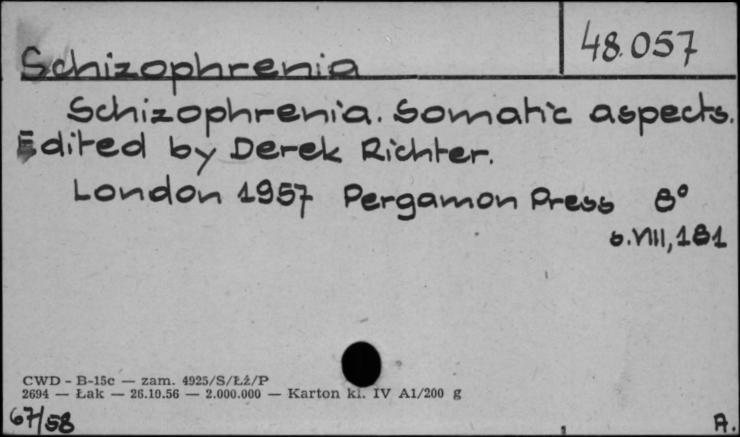 48.057
Schizophrenia
Schizophrenia. Somatic aspects.
Edited by Derek Richter.
London 1957 Pergamon Press 8°
s. VIII, 181
CWD - B-15c — zam. 4925/S/Łź/P
2694 — Łak — 26.10.56 — 2.000.000 — Karton kl. IV A1/200 g
67/58
A.